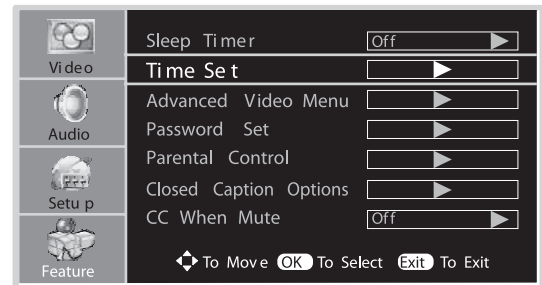 Video
Audio
Setup
Feature
Sleep Timer Off
Time Set
Advanced Video Menu
Password Set
Parental Control
Closed Caption Options
CC When Mute Off
To Move OK To Select Exit To Exit